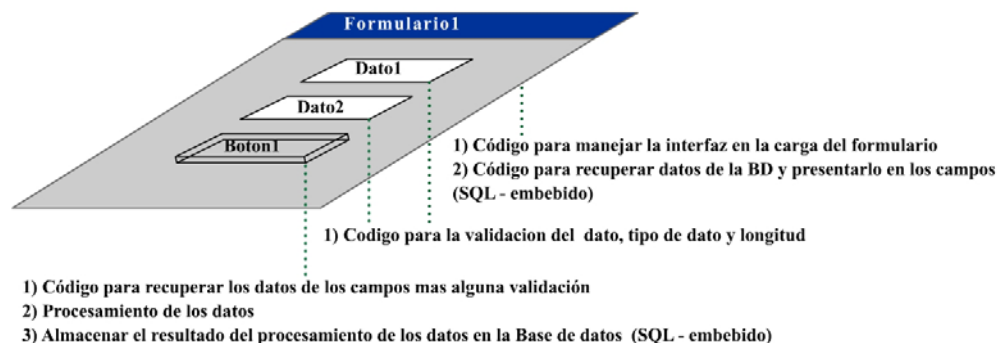 Formulario1
Dato1
Dato2
Boton1
1) Código para manejar la interfaz en la carga del formulario
2) Código para recuperar datos de la BD y presentarlo en los campos
(SQL - embebido)
1) Codigo para la validacion del dato, tipo de dato y longitud
1) Código para recuperar los datos de los campos mas alguna validación
2) Procesamiento de los datos
3) Almacenar el resultado del procesamiento de los datos en la Base de datos (SQL - embebido)